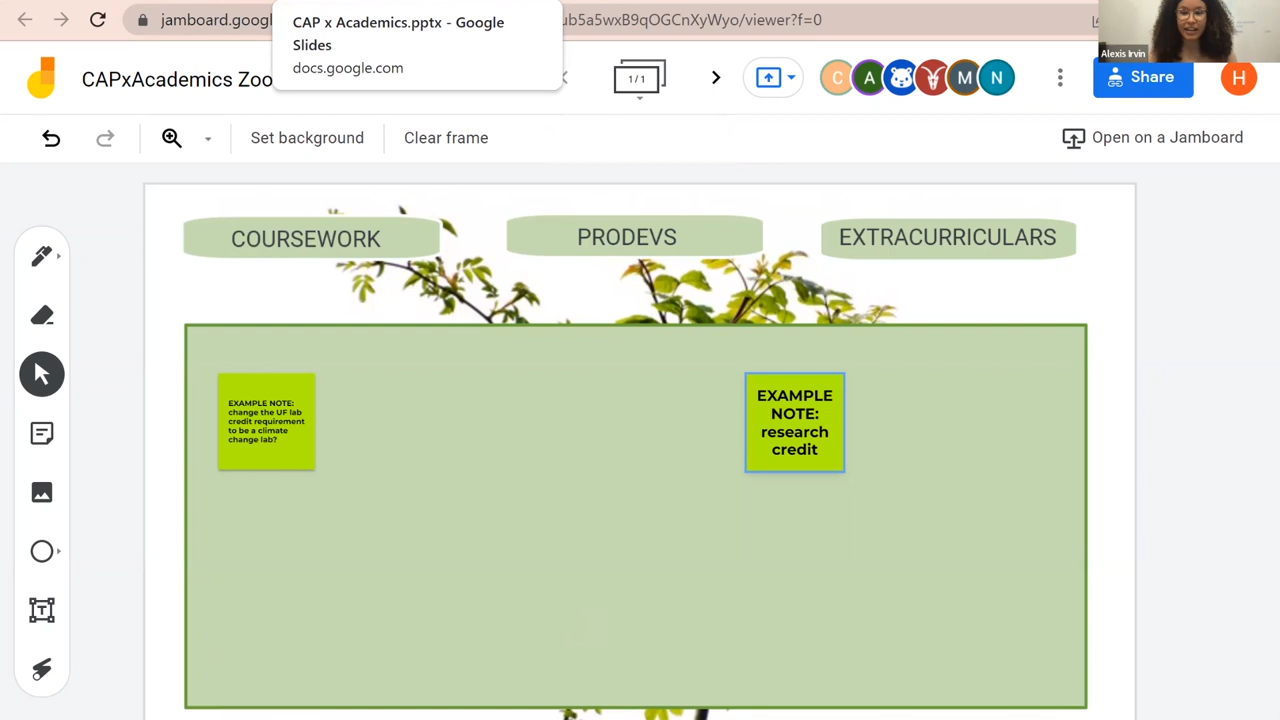 jamboard.goog
ub5a5wxB9qOGCnXyWyo/viewer?f=0
CAP x Academics.pptx - Google
Slides
docs.google.com
Alexis Irvin
CAPxAcademics Zoo
1/1
C
A
M
N
Share
H
Set background
Clear frame
Open on a Jamboard
COURSEWORK
PRODEVS
EXTRACURRICULARS
EXAMPLE NOTE:
change the UF lab
credit requirement
to be a climate
change lab?
EXAMPLE
NOTE:
research
credit
T